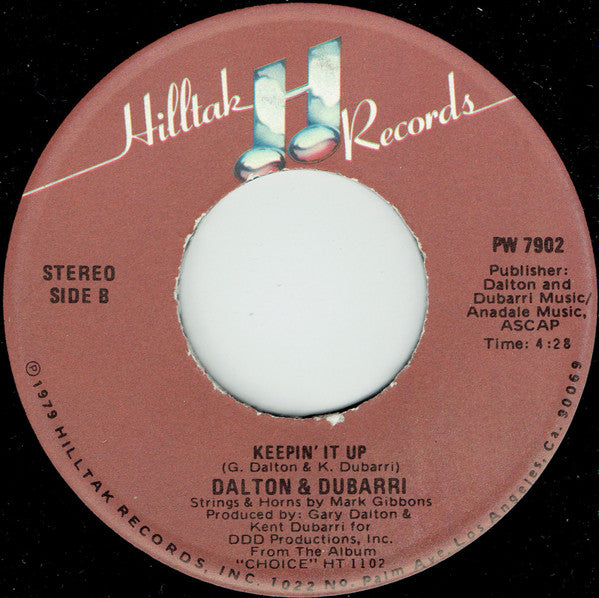 Hilltak Records
STEREO
SIDE B
PW 7902
Publisher:
Dalton and
Dubarri Music/
Anadale Music,
ASCAP
Time: 4:28
KEEPIN' IT UP
(G. Dalton & K. Dubarri)
DALTON & DUBARRI
Strings & Horns by Mark Gibbons
Produced by: Gary Dalton &
Kent Dubarri for
DDD Productions, Inc.
From The Album
"CHOICE" HT 1102
℗ 1979 HILLTAK RECORDS, INC. 1022 No. Palm Ave. Los Angeles, Ca. 90069